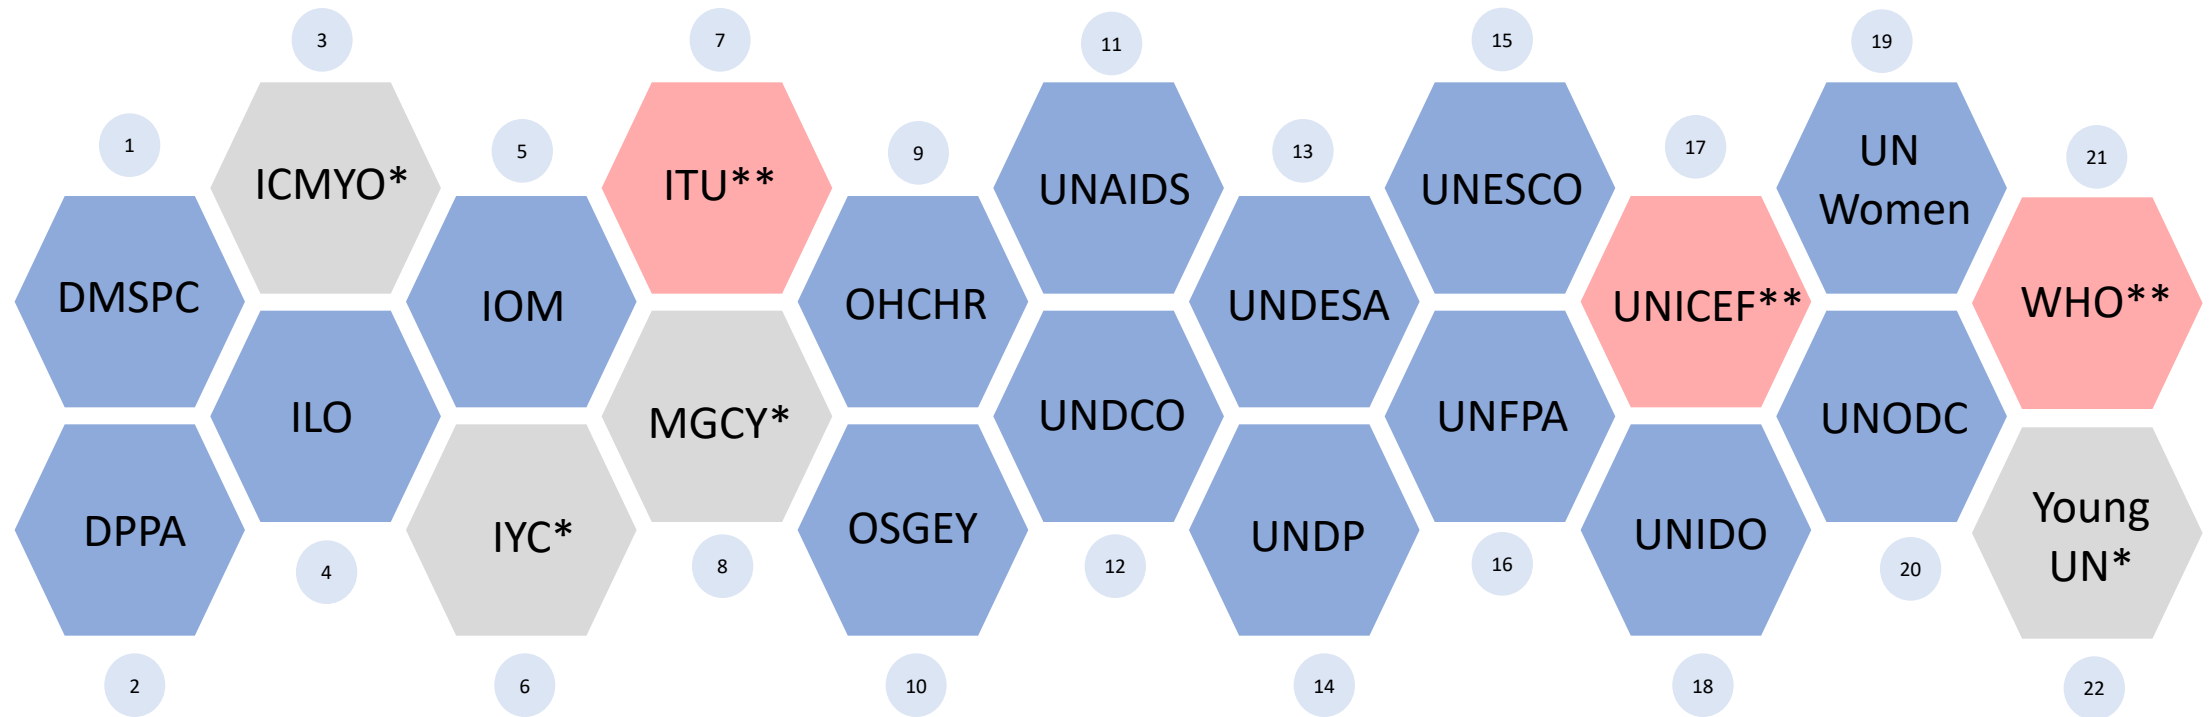 3
7
11
15
19
1
5
9
13
17
21
ICMYO*
ITU**
UNAIDS
UNESCO
UN
Women
DMSPC
IOM
OHCHR
UNDESA
UNICEF**
WHO**
ILO
MGCY*
UNDCO
UNFPA
UNODC
DPPA
IYC*
OSGEY
UNDP
UNIDO
Young
UN*
4
8
12
16
20
2
6
10
14
18
22